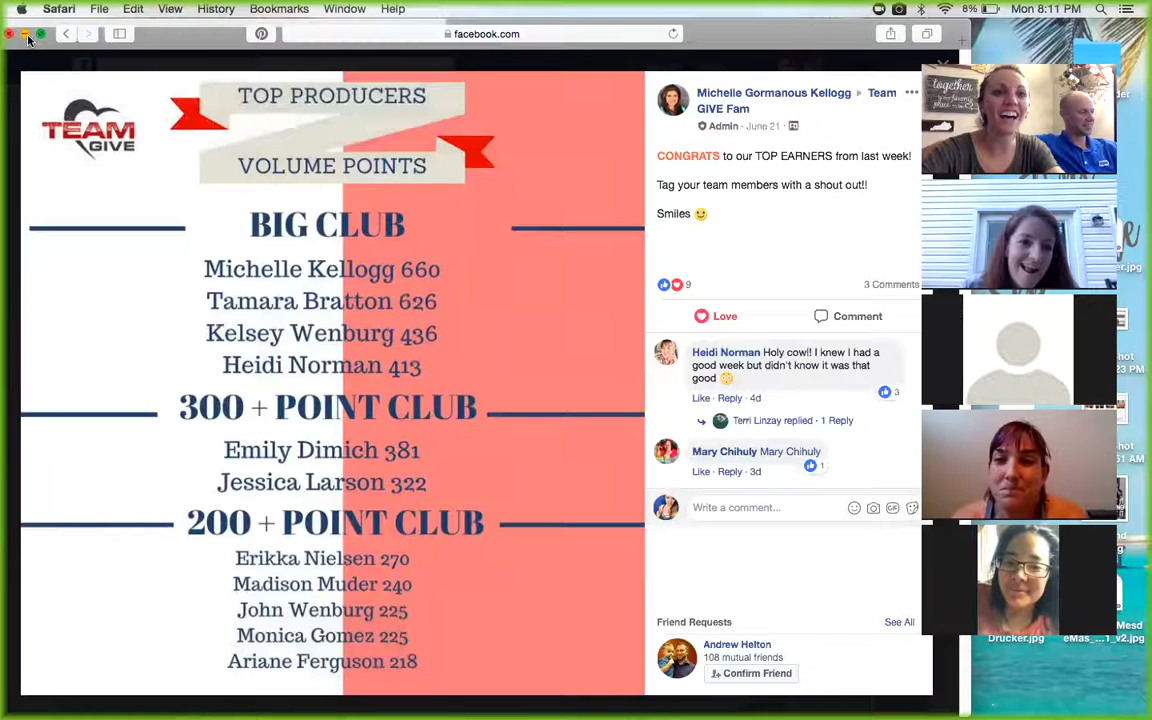 Safari File Edit View History Bookmarks Window Help
8% Mon 8:11 PM
facebook.com
TEAM
GIVE
TOP PRODUCERS
VOLUME POINTS
BIG CLUB
Michelle Kellogg 660
Tamara Bratton 626
Kelsey Wenburg 436
Heidi Norman 413
300 + POINT CLUB
Emily Dimich 381
Jessica Larson 322
200 + POINT CLUB
Erikka Nielsen 270
Madison Muder 240
John Wenburg 225
Monica Gomez 225
Ariane Ferguson 218
Michelle Gormanous Kellogg ▸ Team
GIVE Fam
Admin · June 21 ·
CONGRATS to our TOP EARNERS from last week!
Tag your team members with a shout out!!
Smiles
9 3 Comments
Love Comment
Heidi Norman Holy cow!! I knew I had a
good week but didn't know it was that
good
3
Like · Reply · 4d
Terri Linzay replied · 1 Reply
Mary Chihuly Mary Chihuly
1
Like · Reply · 3d
Write a comment...
GIF
Friend Requests See All
Andrew Helton
108 mutual friends
Confirm Friend
together
Drucker.jpg
eMas_...1_v2.jpg